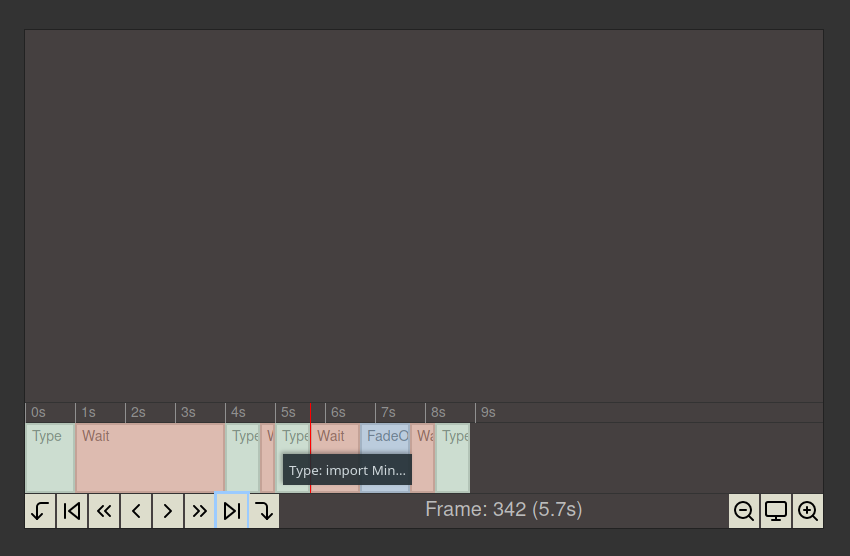 0s 1s 2s 3s 4s 5s 6s 7s 8s 9s
Type Wait Type W Type Wait FadeO Wa Type
Type: import Min...
Frame: 342 (5.7s)